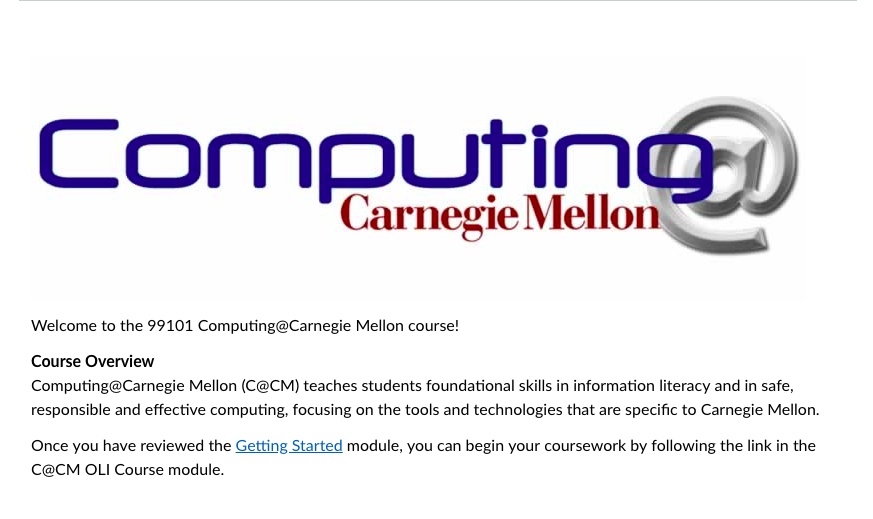 Computing@
Carnegie Mellon
Welcome to the 99101 Computing@Carnegie Mellon course!
Course Overview
Computing@Carnegie Mellon (C@CM) teaches students foundational skills in information literacy and in safe,
responsible and effective computing, focusing on the tools and technologies that are specific to Carnegie Mellon.
Once you have reviewed the Getting Started module, you can begin your coursework by following the link in the
C@CM OLI Course module.